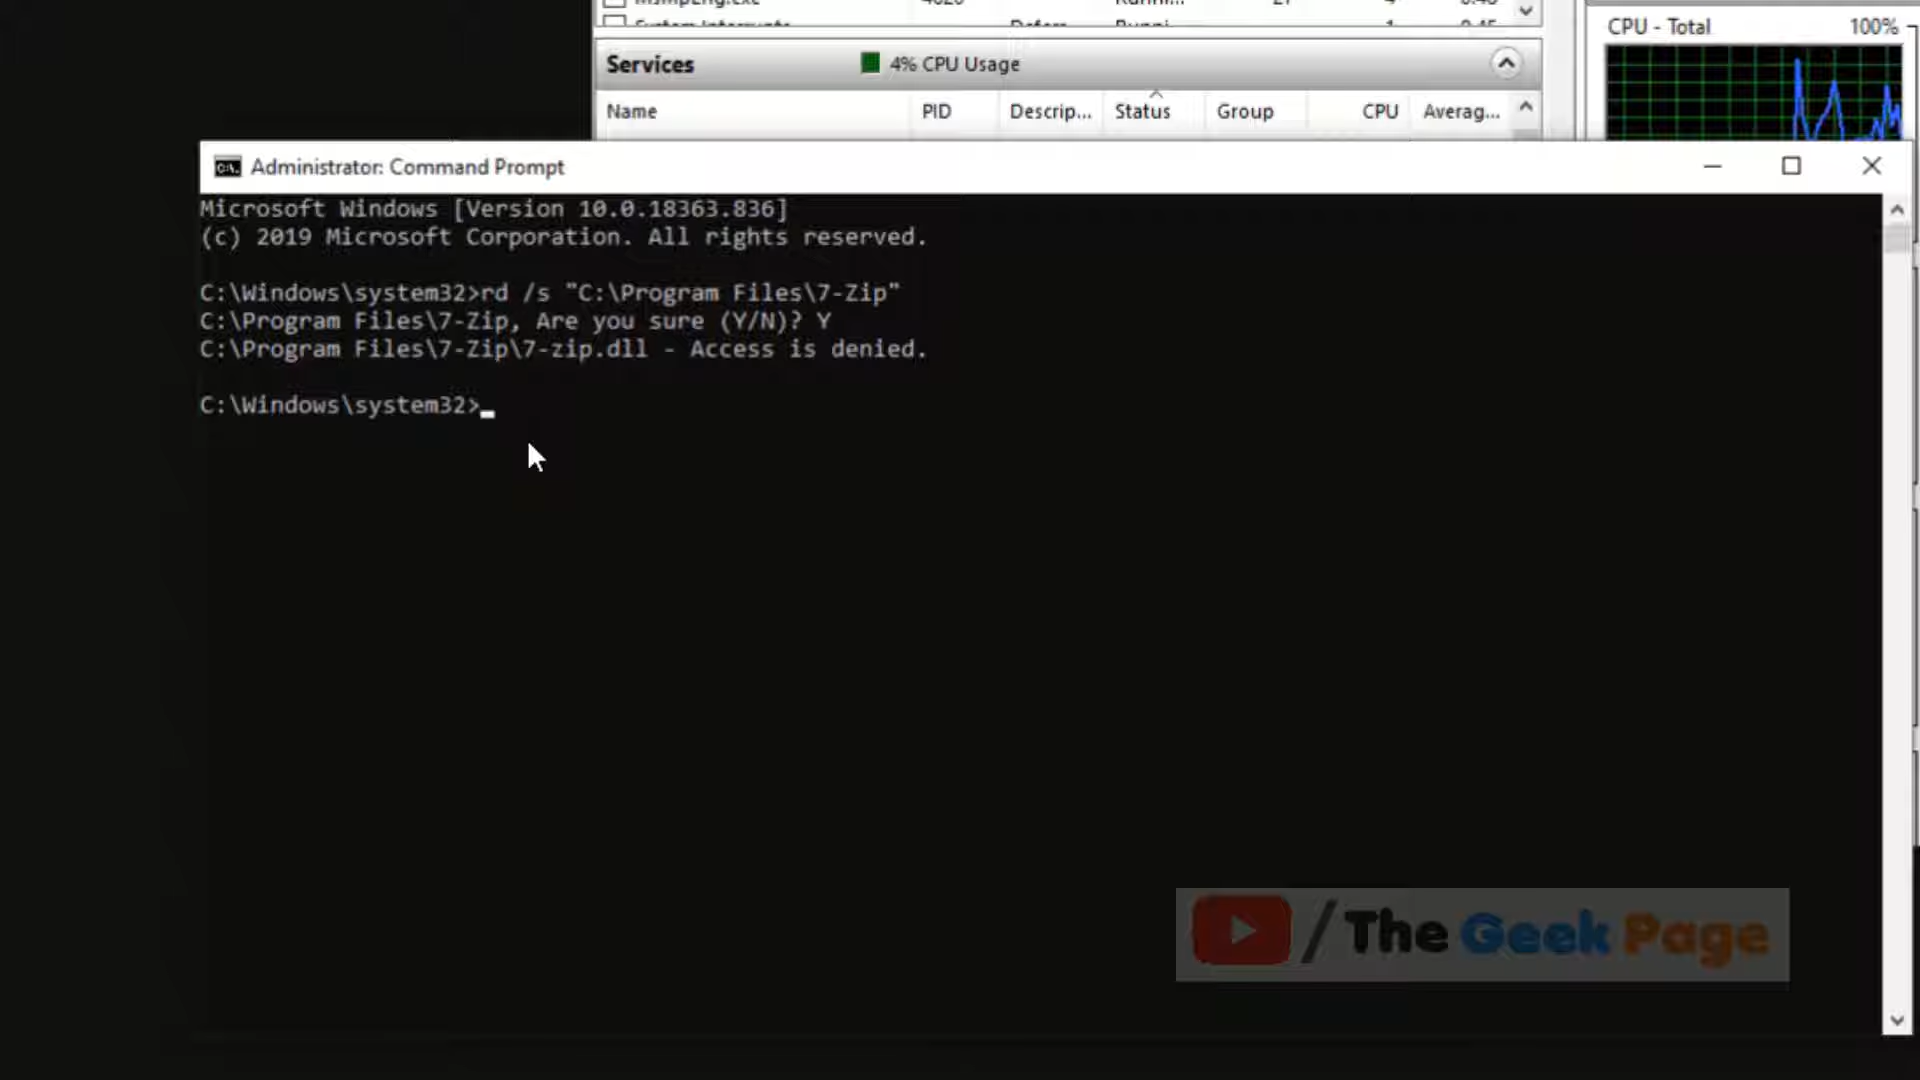 Services 4% CPU Usage
Name PID Descrip... Status Group CPU Averag...
CPU - Total 100%
Administrator: Command Prompt
Microsoft Windows [Version 10.0.18363.836]
(c) 2019 Microsoft Corporation. All rights reserved.
C:\Windows\system32>rd /s "C:\Program Files\7-Zip"
C:\Program Files\7-Zip, Are you sure (Y/N)? Y
C:\Program Files\7-Zip\7-zip.dll - Access is denied.
C:\Windows\system32>
/The Geek Page